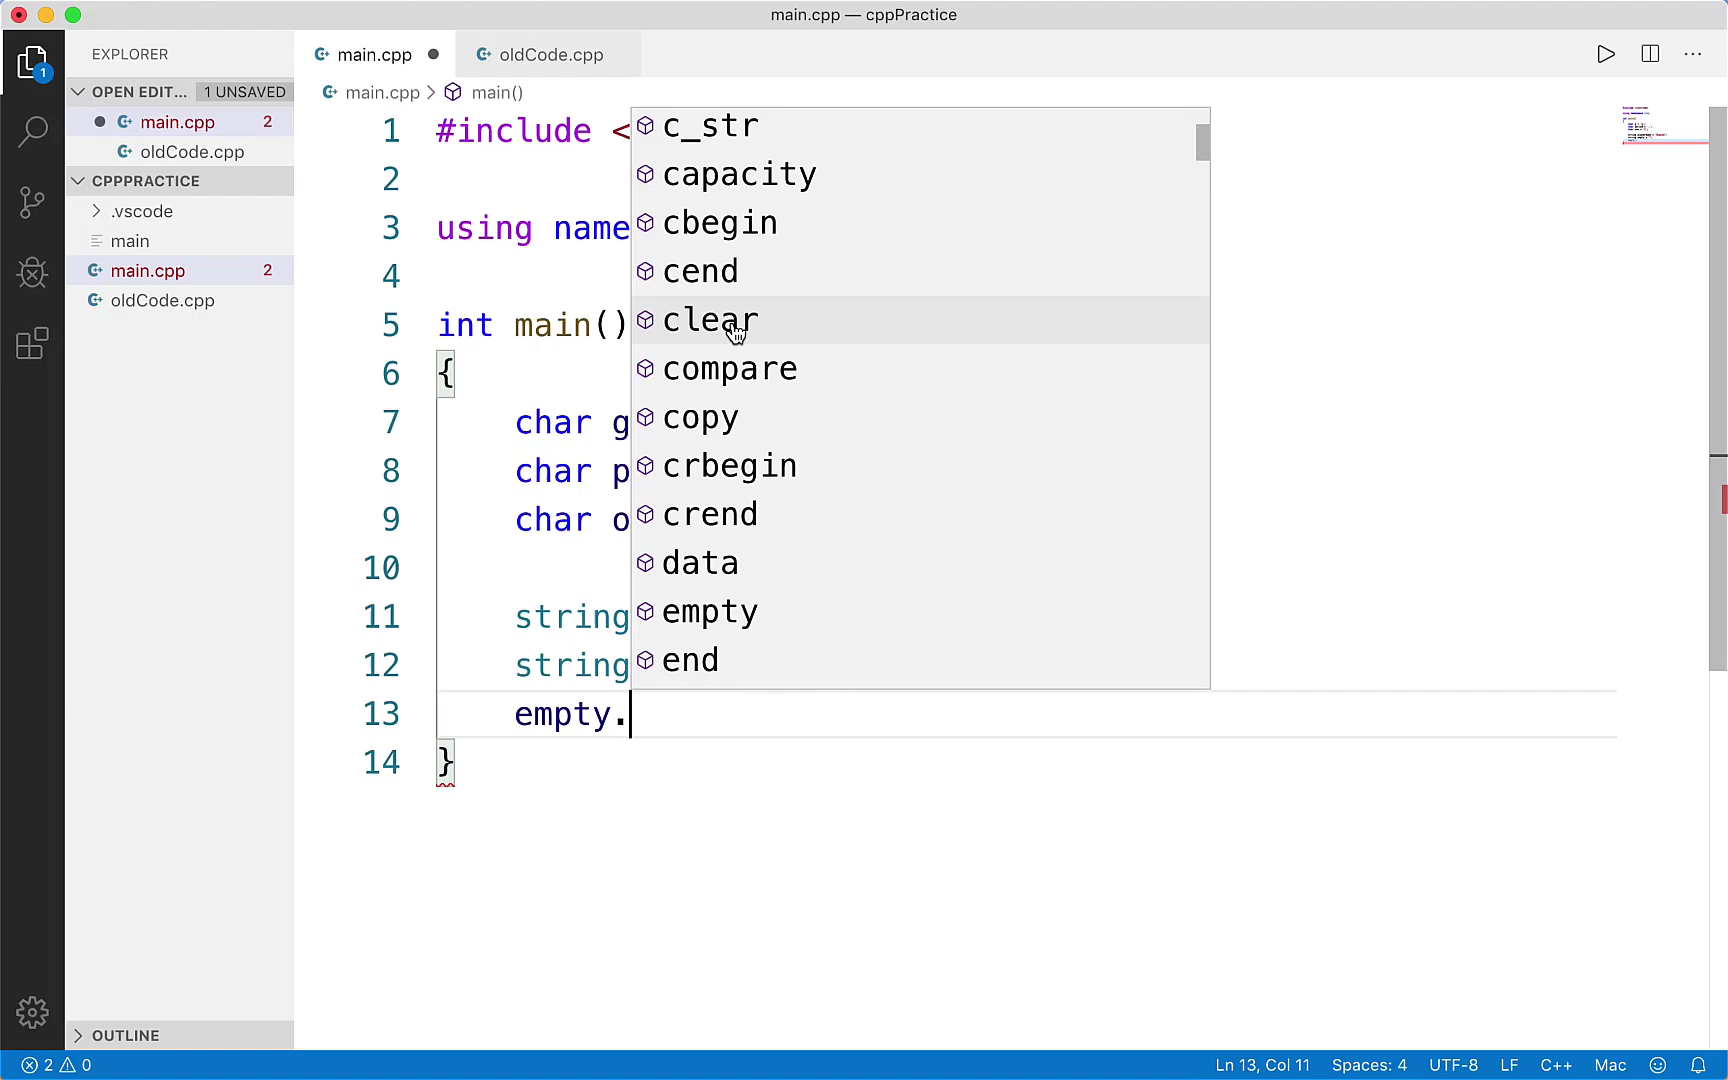 main.cpp — cppPractice
EXPLORER
main.cpp
oldCode.cpp
OPEN EDIT... 1 UNSAVED
main.cpp > main()
main.cpp 2
oldCode.cpp
CPPPRACTICE
.vscode
main
main.cpp 2
oldCode.cpp
OUTLINE
1 #include <
2
3 using name
4
5 int main()
6 {
7 char g
8 char p
9 char o
10
11 string
12 string
13 empty.
14 }
c_str
capacity
cbegin
cend
clear
compare
copy
crbegin
crend
data
empty
end
1
2 0
Ln 13, Col 11 Spaces: 4 UTF-8 LF C++ Mac